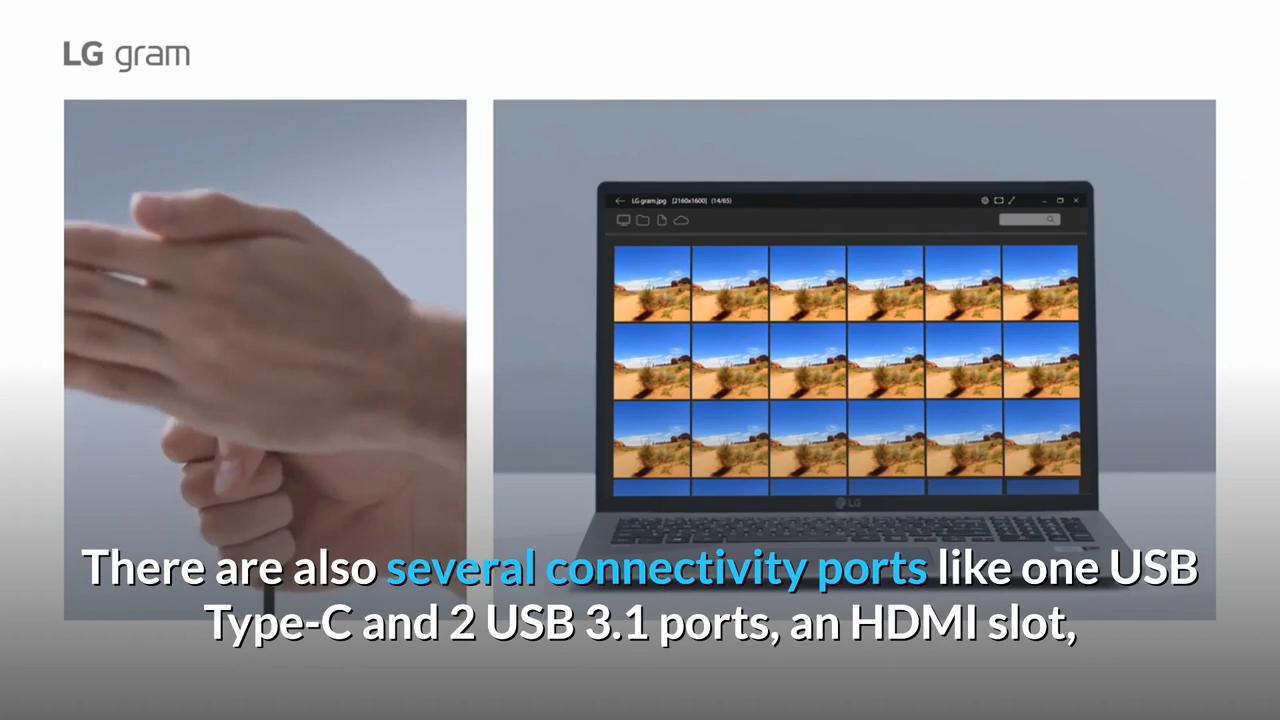 LG gram
LG gram.jpg [2160x1600] (14/65)
LG
There are also several connectivity ports like one USB
Type-C and 2 USB 3.1 ports, an HDMI slot,